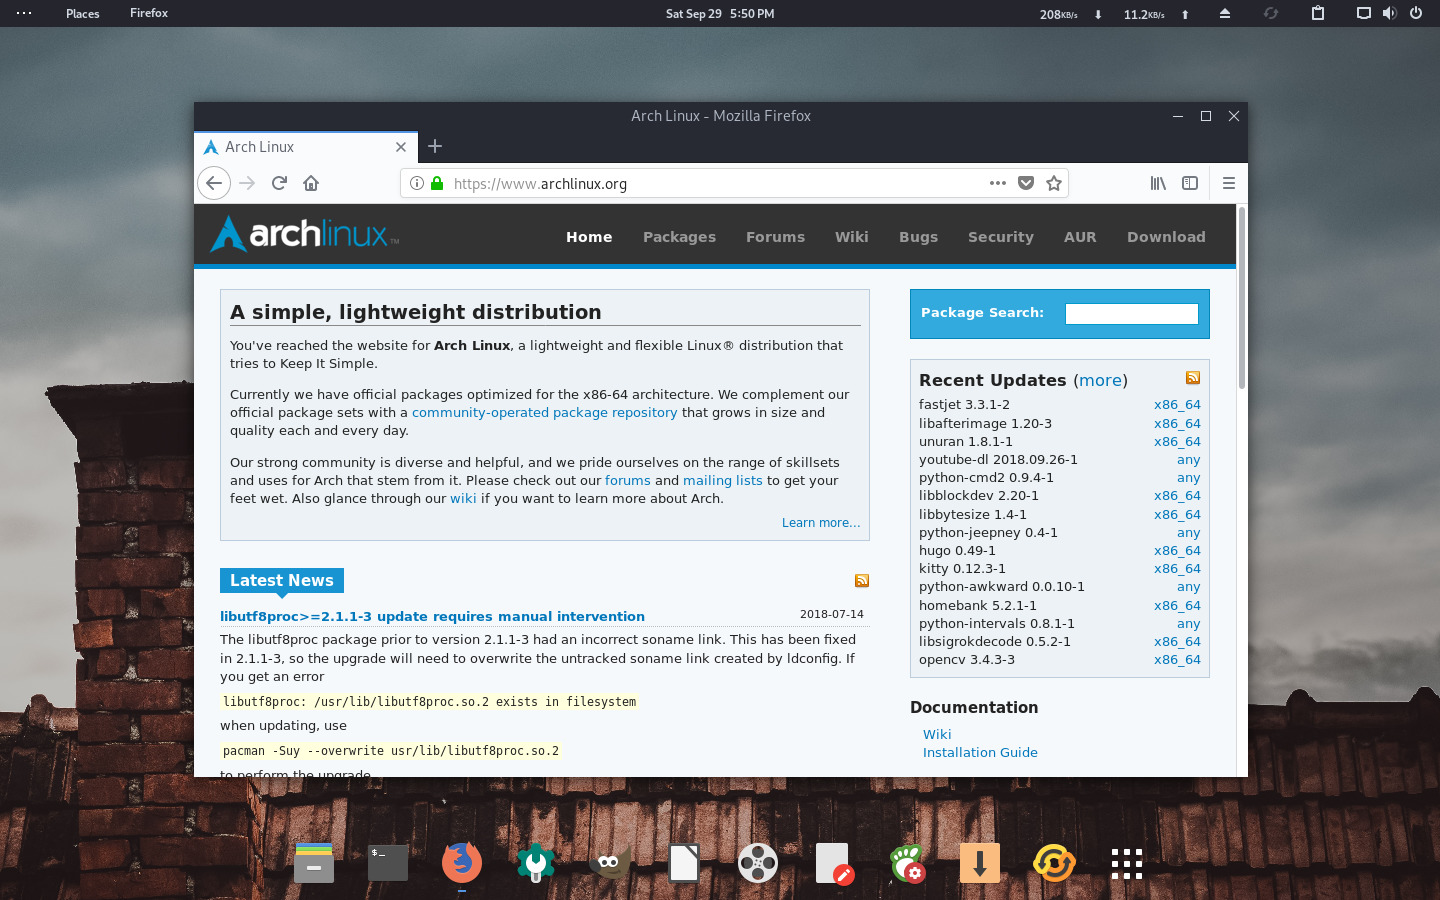 Places
Firefox
Sat Sep 29 5:50 PM
208KB/s
11.2KB/s
Arch Linux - Mozilla Firefox
Arch Linux
https://www.archlinux.org
archlinux™
Home Packages Forums Wiki Bugs Security AUR Download
A simple, lightweight distribution
You've reached the website for Arch Linux, a lightweight and flexible Linux® distribution that
tries to Keep It Simple.
Currently we have official packages optimized for the x86-64 architecture. We complement our
official package sets with a community-operated package repository that grows in size and
quality each and every day.
Our strong community is diverse and helpful, and we pride ourselves on the range of skillsets
and uses for Arch that stem from it. Please check out our forums and mailing lists to get your
feet wet. Also glance through our wiki if you want to learn more about Arch.
Learn more...
Latest News
libutf8proc>=2.1.1-3 update requires manual intervention
2018-07-14
The libutf8proc package prior to version 2.1.1-3 had an incorrect soname link. This has been fixed
in 2.1.1-3, so the upgrade will need to overwrite the untracked soname link created by ldconfig. If
you get an error
libutf8proc: /usr/lib/libutf8proc.so.2 exists in filesystem
when updating, use
pacman -Suy --overwrite usr/lib/libutf8proc.so.2
to perform the upgrade
Package Search:
Recent Updates (more)
fastjet 3.3.1-2 x86_64
libafterimage 1.20-3 x86_64
unuran 1.8.1-1 x86_64
youtube-dl 2018.09.26-1 any
python-cmd2 0.9.4-1 any
libblockdev 2.20-1 x86_64
libbytesize 1.4-1 x86_64
python-jeepney 0.4-1 any
hugo 0.49-1 x86_64
kitty 0.12.3-1 x86_64
python-awkward 0.0.10-1 any
homebank 5.2.1-1 x86_64
python-intervals 0.8.1-1 any
libsigrokdecode 0.5.2-1 x86_64
opencv 3.4.3-3 x86_64
Documentation
Wiki
Installation Guide
$_